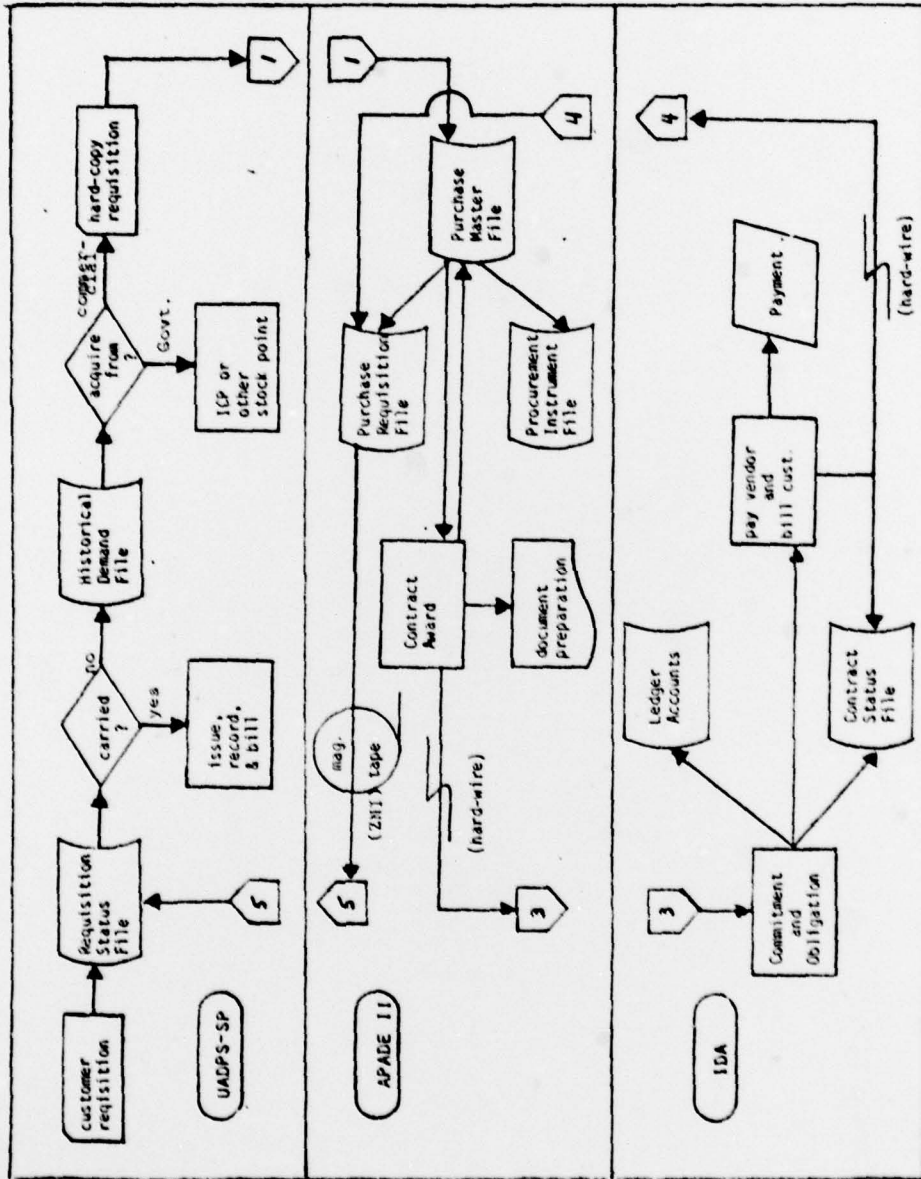 customer
reqisition
Requisition
Status
File
carried
?
no
yes
issue,
record,
& bill
Historical
Demand
File
acquire
from
?
commer-
cial
Govt.
ICP or
other
stock point
hard-copy
requisition
1
5
UADPS-SP
APADE II
5
mag.
tape
(hard-wire)
3
Contract
Award
document
preparation
Purchase
Requisition
File
Procurement
Instrument
File
Purchase
Master
File
1
4
IDA
3
Commitment
and
Obligation
Ledger
Accounts
Contract
Status
File
pay vendor
and
bill cust.
Payment
4
(hard-wire)